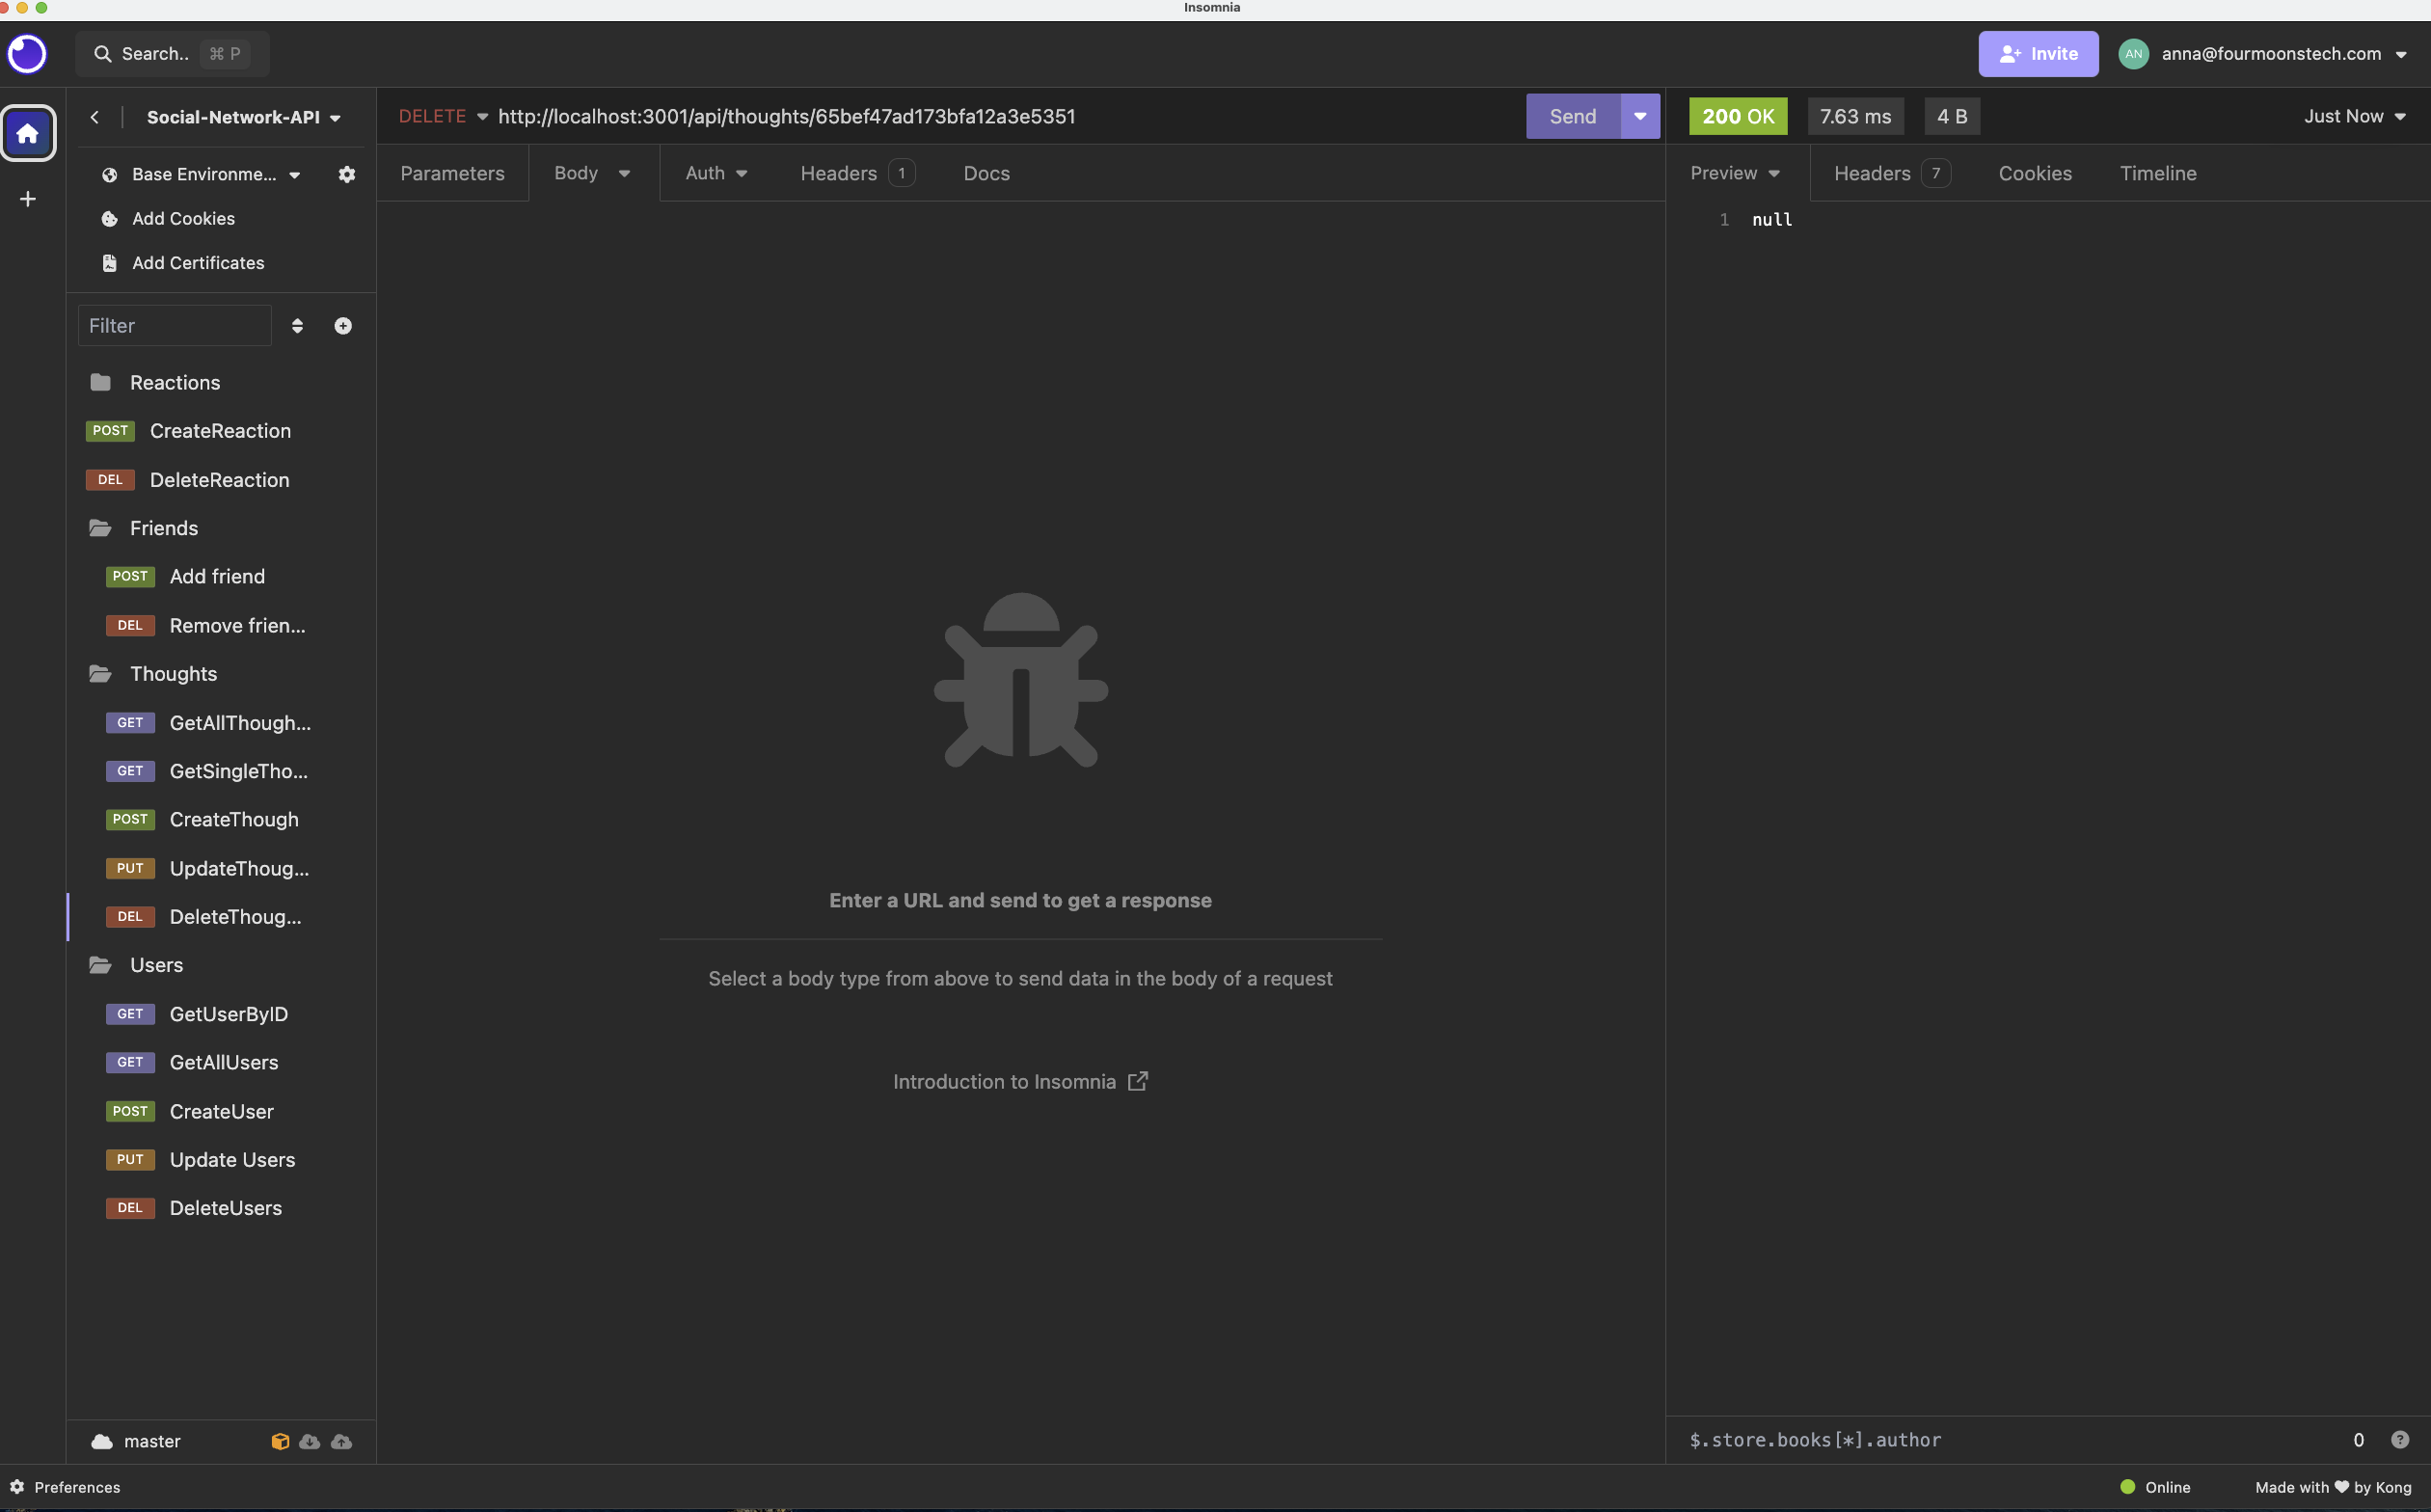 Insomnia
Search.. ⌘ P
Invite
AN anna@fourmoonstech.com
Social-Network-API
Base Environme...
Add Cookies
Add Certificates
Filter
Reactions
POST CreateReaction
DEL DeleteReaction
Friends
POST Add friend
DEL Remove frien...
Thoughts
GET GetAllThough...
GET GetSingleTho...
POST CreateThough
PUT UpdateThoug...
DEL DeleteThoug...
Users
GET GetUserByID
GET GetAllUsers
POST CreateUser
PUT Update Users
DEL DeleteUsers
master
DELETE http://localhost:3001/api/thoughts/65bef47ad173bfa12a3e5351
Send
Parameters Body Auth Headers 1 Docs
Enter a URL and send to get a response
Select a body type from above to send data in the body of a request
Introduction to Insomnia
200 OK 7.63 ms 4 B Just Now
Preview Headers 7 Cookies Timeline
1 null
$.store.books[*].author 0 ?
Preferences
Online Made with ♥ by Kong